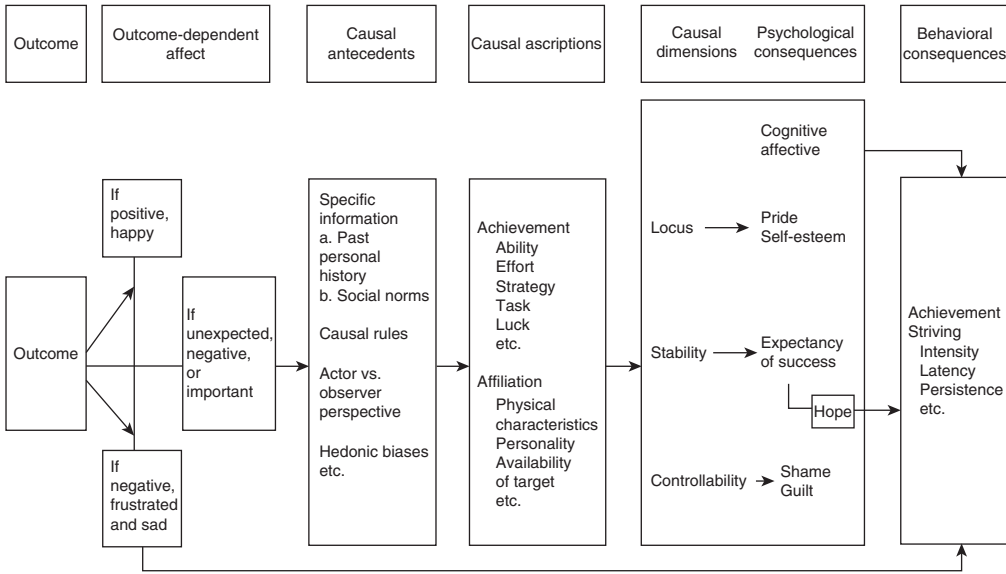 Outcome
Outcome-dependent
affect
Causal
antecedents
Causal ascriptions
Causal
dimensions
Psychological
consequences
Behavioral
consequences
Outcome
If
positive,
happy
If
unexpected,
negative,
or
important
If
negative,
frustrated
and sad
Specific
information
a. Past
personal
history
b. Social norms
Causal rules
Actor vs.
observer
perspective
Hedonic biases
etc.
Achievement
Ability
Effort
Strategy
Task
Luck
etc.
Affiliation
Physical
characteristics
Personality
Availability
of target
etc.
Cognitive
affective
Locus
Pride
Self-esteem
Stability
Expectancy
of success
Hope
Controllability
Shame
Guilt
Achievement
Striving
Intensity
Latency
Persistence
etc.